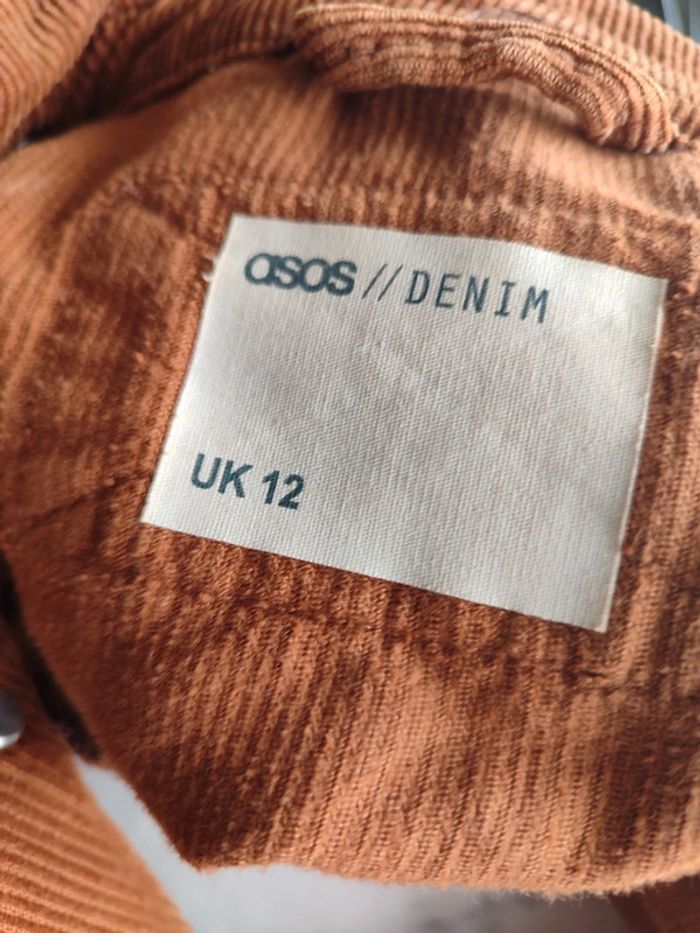 asos // DENIM
UK 12